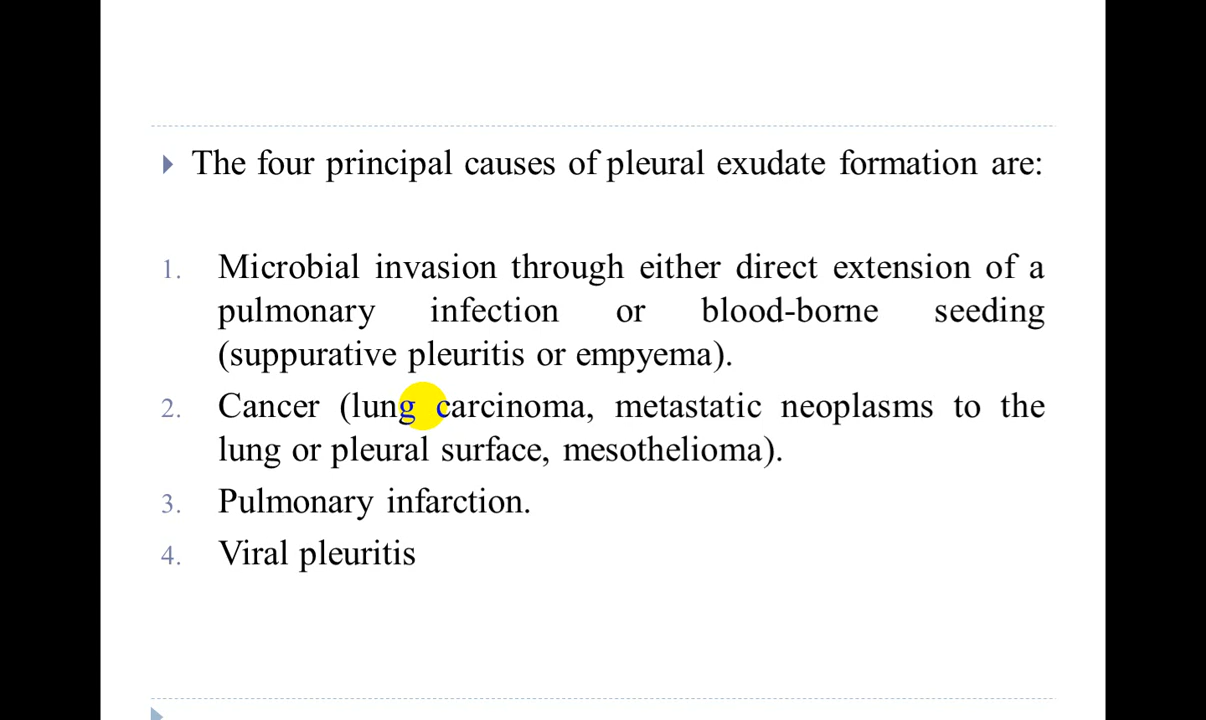 The four principal causes of pleural exudate formation are:
1. Microbial invasion through either direct extension of a
pulmonary infection or blood-borne seeding
(suppurative pleuritis or empyema).
2. Cancer (lung carcinoma, metastatic neoplasms to the
lung or pleural surface, mesothelioma).
3. Pulmonary infarction.
4. Viral pleuritis